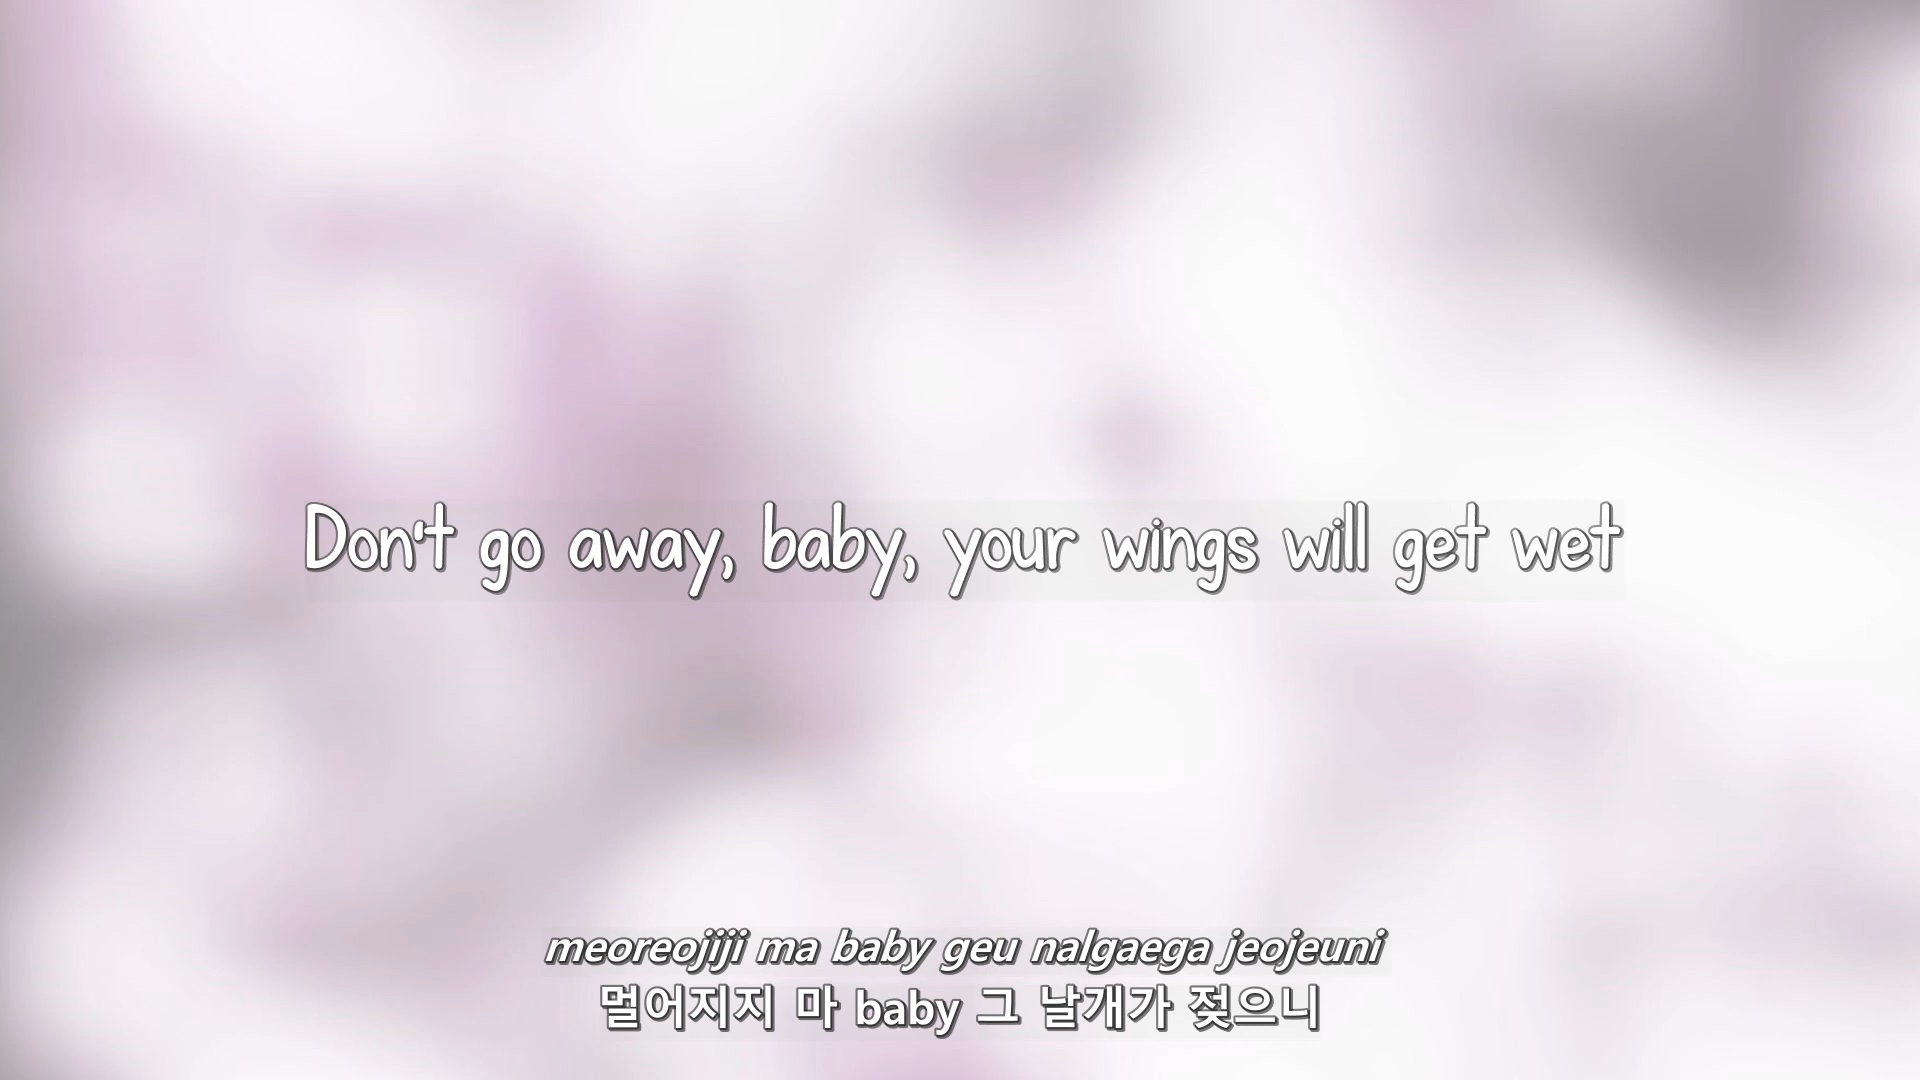 Don't go away, baby, your wings will get wet
meoreojiji ma baby geu nalgaega jeojeuni
멀어지지 마 baby 그 날개가 젖으니